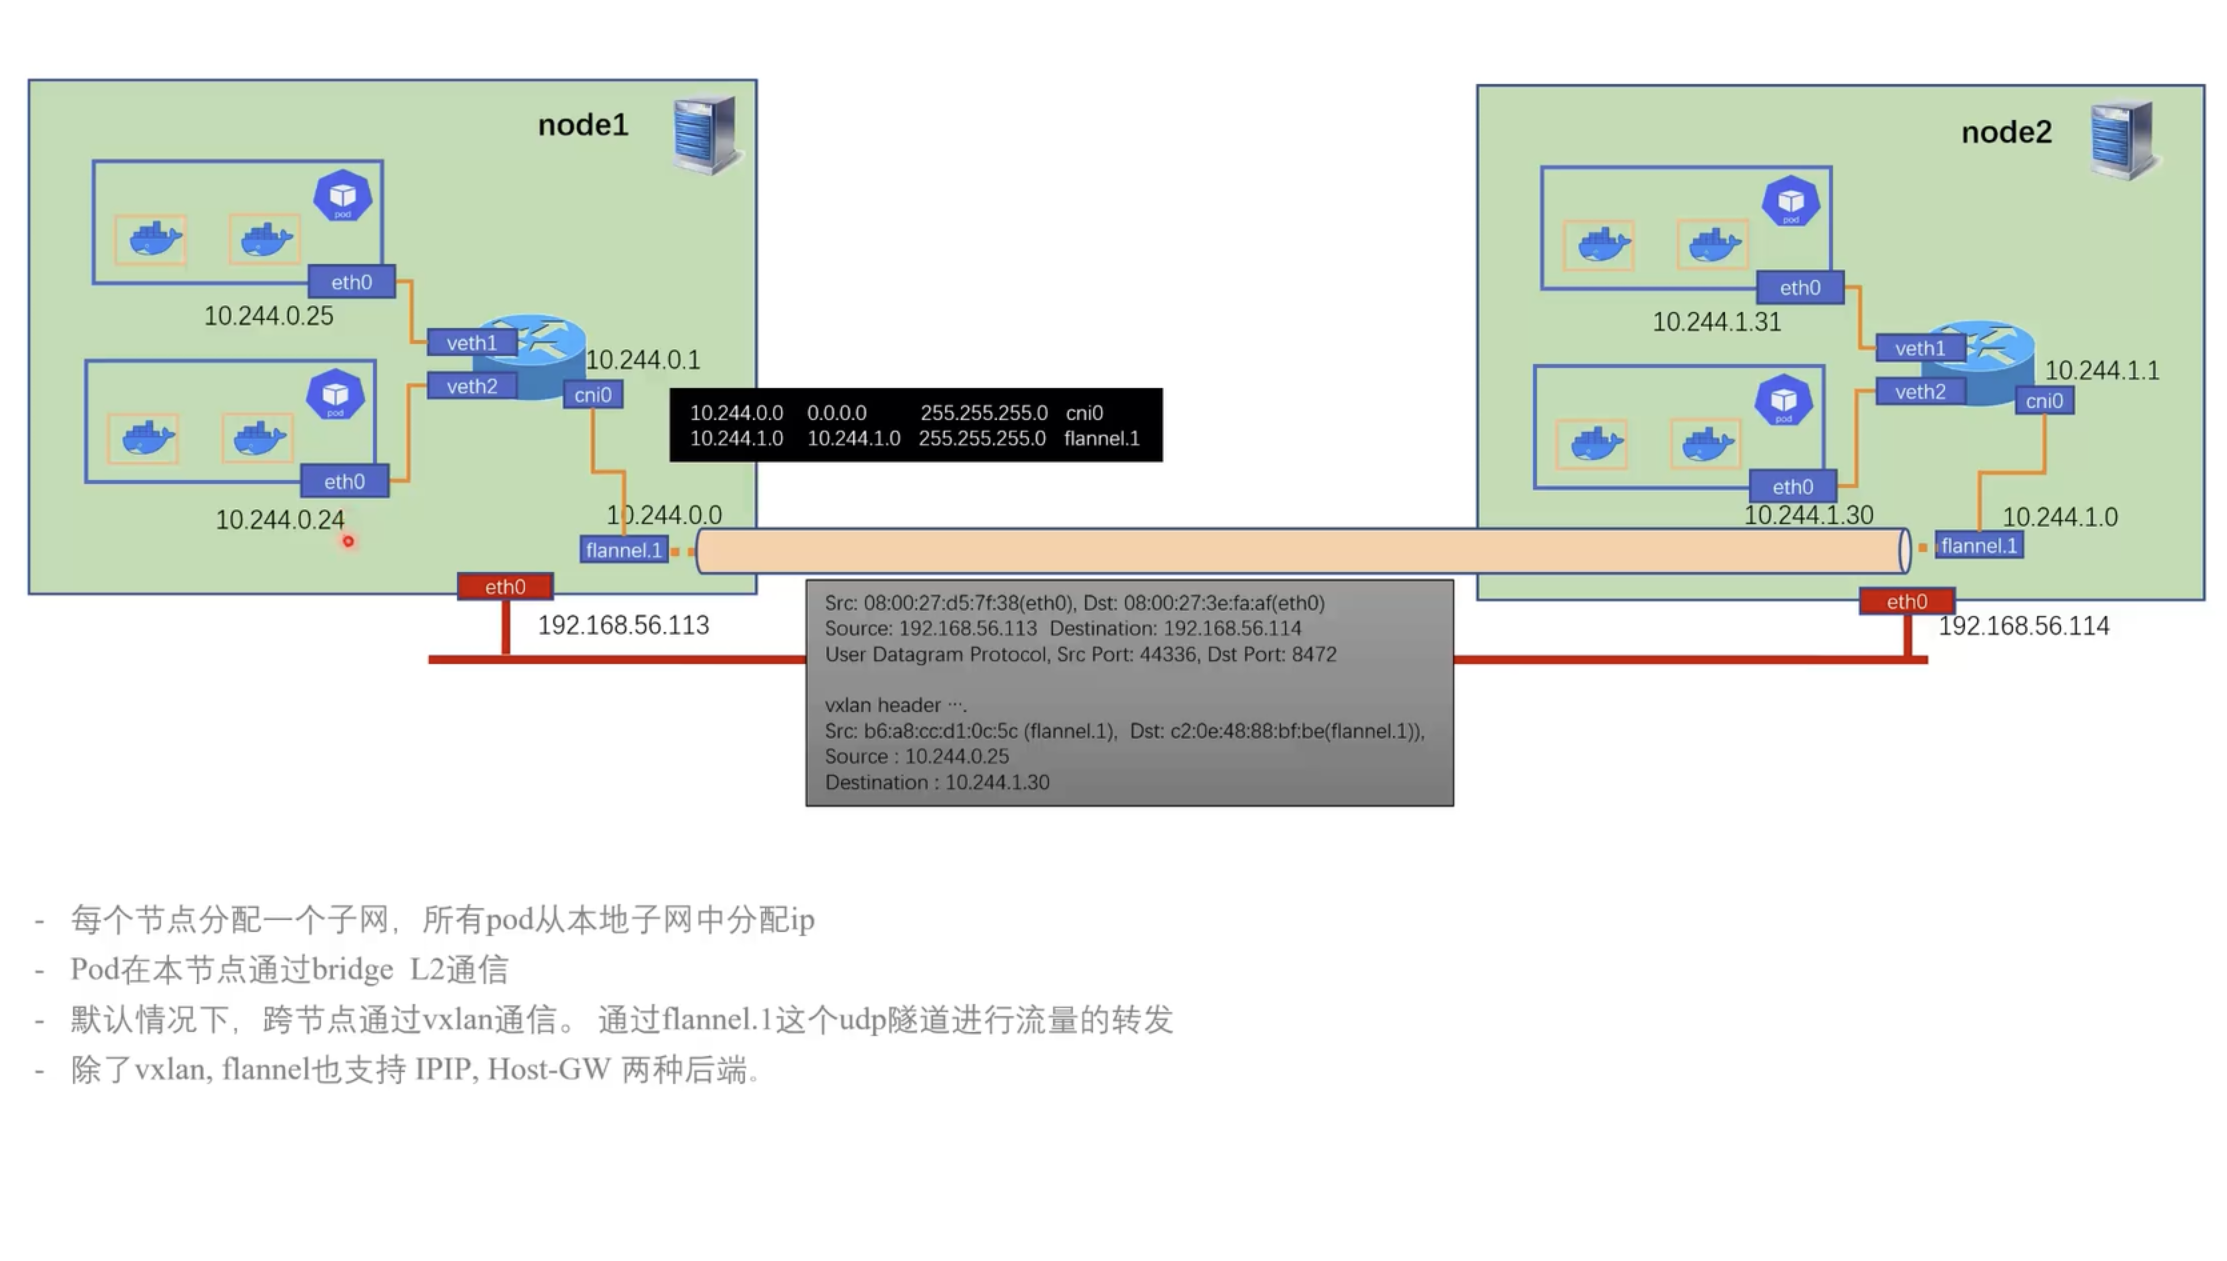 node1
pod
eth0
10.244.0.25
veth1
10.244.0.1
veth2
cni0
pod
eth0
10.244.0.24
10.244.0.0
flannel.1
eth0
192.168.56.113
10.244.0.0 0.0.0.0 255.255.255.0 cni0
10.244.1.0 10.244.1.0 255.255.255.0 flannel.1
node2
pod
eth0
10.244.1.31
veth1
10.244.1.1
veth2
cni0
pod
eth0
10.244.1.30
10.244.1.0
flannel.1
eth0
192.168.56.114
Src: 08:00:27:d5:7f:38(eth0), Dst: 08:00:27:3e:fa:af(eth0)
Source: 192.168.56.113 Destination: 192.168.56.114
User Datagram Protocol, Src Port: 44336, Dst Port: 8472
vxlan header ….
Src: b6:a8:cc:d1:0c:5c (flannel.1), Dst: c2:0e:48:88:bf:be(flannel.1)),
Source : 10.244.0.25
Destination : 10.244.1.30
- 每个节点分配一个子网，所有pod从本地子网中分配ip
- Pod在本节点通过bridge L2通信
- 默认情况下，跨节点通过vxlan通信。 通过flannel.1这个udp隧道进行流量的转发
- 除了vxlan, flannel也支持 IPIP, Host-GW 两种后端。